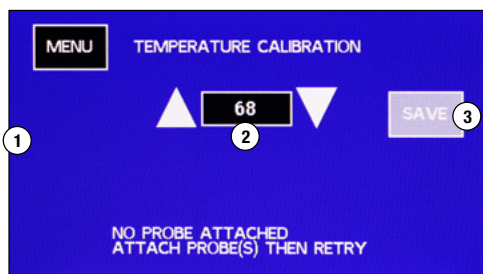 MENU
TEMPERATURE CALIBRATION
68
SAVE
1
2
3
NO PROBE ATTACHED
ATTACH PROBE(S) THEN RETRY